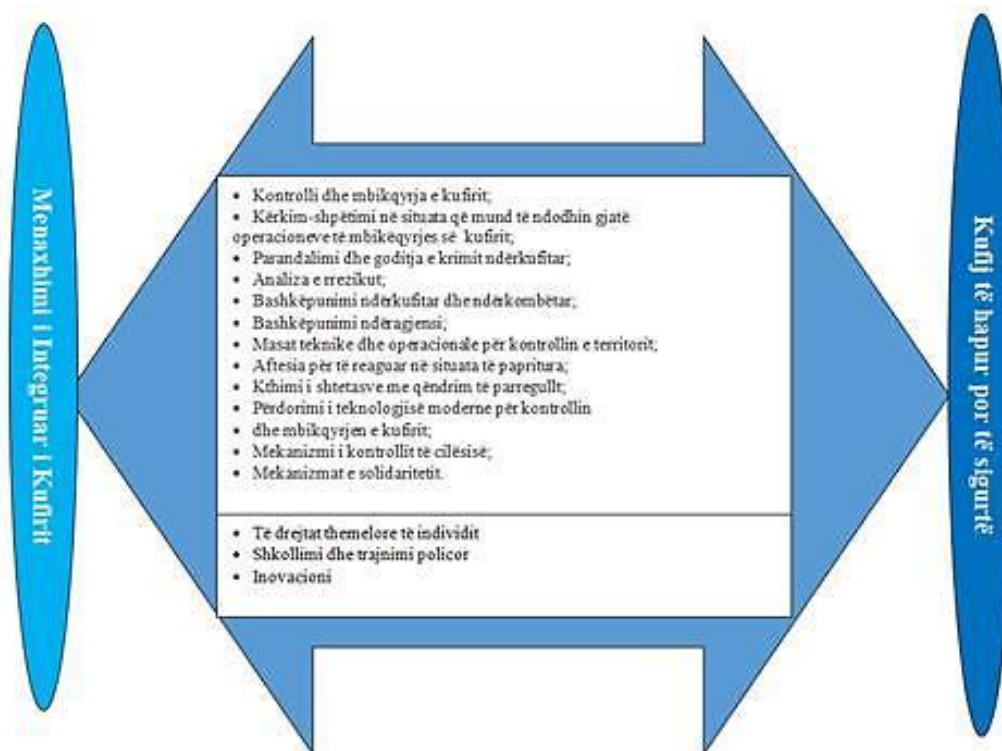 Menaxhimi i Integruar i Kufirit
• Kontrolli dhe mbikqyrja e kufirit;
• Kërkim-shpëtimi në situata që mund të ndodhin gjatë
operacioneve të mbikëqyrjes së kufirit;
• Parandalimi dhe goditja e krimit ndërkufitar;
• Analiza e rrezikut;
• Bashkëpunimi ndërkufitar dhe ndërkombëtar;
• Bashkëpunimi ndëragjensi;
• Masat teknike dhe operacionale për kontrollin e territorit;
• Aftesia për të reaguar në situata të papritura;
• Kthimi i shtetasve me qëndrim të parregullt;
• Përdorimi i teknologjisë moderne për kontrollin
• dhe mbikqyrjen e kufirit;
• Mekanizmi i kontrollit të cilësisë;
• Mekanizmat e solidaritetit.
• Të drejtat themelore të individit
• Shkollimi dhe trajnimi policor
• Inovacioni
Kufij të hapur por të sigurtë